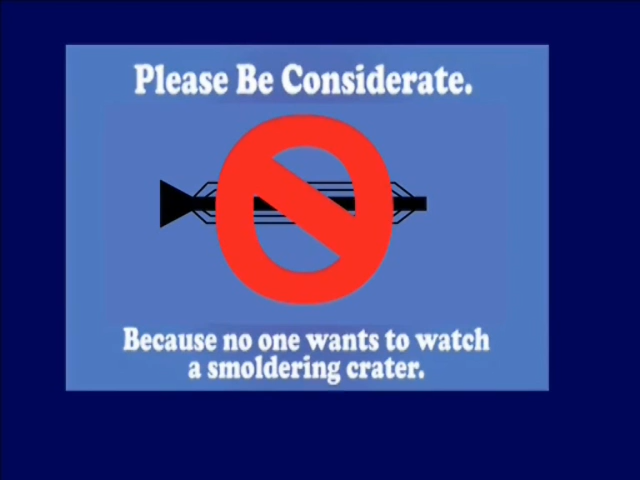 Please Be Considerate.
Because no one wants to watch
a smoldering crater.